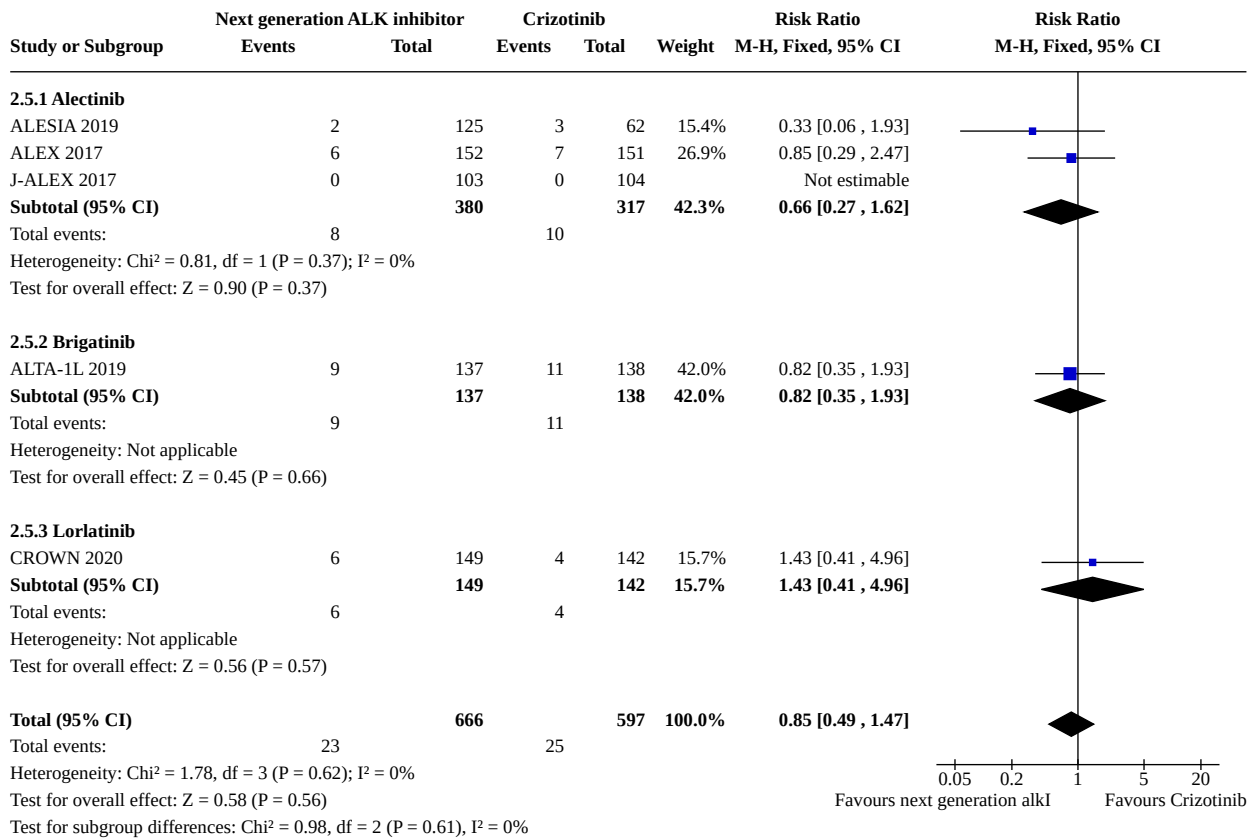 Next generation ALK inhibitor Crizotinib Risk Ratio Risk Ratio
Study or Subgroup Events Total Events Total Weight M-H, Fixed, 95% CI M-H, Fixed, 95% CI
2.5.1 Alectinib
ALESIA 2019 2 125 3 62 15.4% 0.33 [0.06 , 1.93]
ALEX 2017 6 152 7 151 26.9% 0.85 [0.29 , 2.47]
J-ALEX 2017 0 103 0 104 Not estimable
Subtotal (95% CI) 380 317 42.3% 0.66 [0.27 , 1.62]
Total events: 8 10
Heterogeneity: Chi² = 0.81, df = 1 (P = 0.37); I² = 0%
Test for overall effect: Z = 0.90 (P = 0.37)
2.5.2 Brigatinib
ALTA-1L 2019 9 137 11 138 42.0% 0.82 [0.35 , 1.93]
Subtotal (95% CI) 137 138 42.0% 0.82 [0.35 , 1.93]
Total events: 9 11
Heterogeneity: Not applicable
Test for overall effect: Z = 0.45 (P = 0.66)
2.5.3 Lorlatinib
CROWN 2020 6 149 4 142 15.7% 1.43 [0.41 , 4.96]
Subtotal (95% CI) 149 142 15.7% 1.43 [0.41 , 4.96]
Total events: 6 4
Heterogeneity: Not applicable
Test for overall effect: Z = 0.56 (P = 0.57)
Total (95% CI) 666 597 100.0% 0.85 [0.49 , 1.47]
Total events: 23 25
Heterogeneity: Chi² = 1.78, df = 3 (P = 0.62); I² = 0%
0.05 0.2 1 5 20
Test for overall effect: Z = 0.58 (P = 0.56)
Favours next generation alkI Favours Crizotinib
Test for subgroup differences: Chi² = 0.98, df = 2 (P = 0.61), I² = 0%